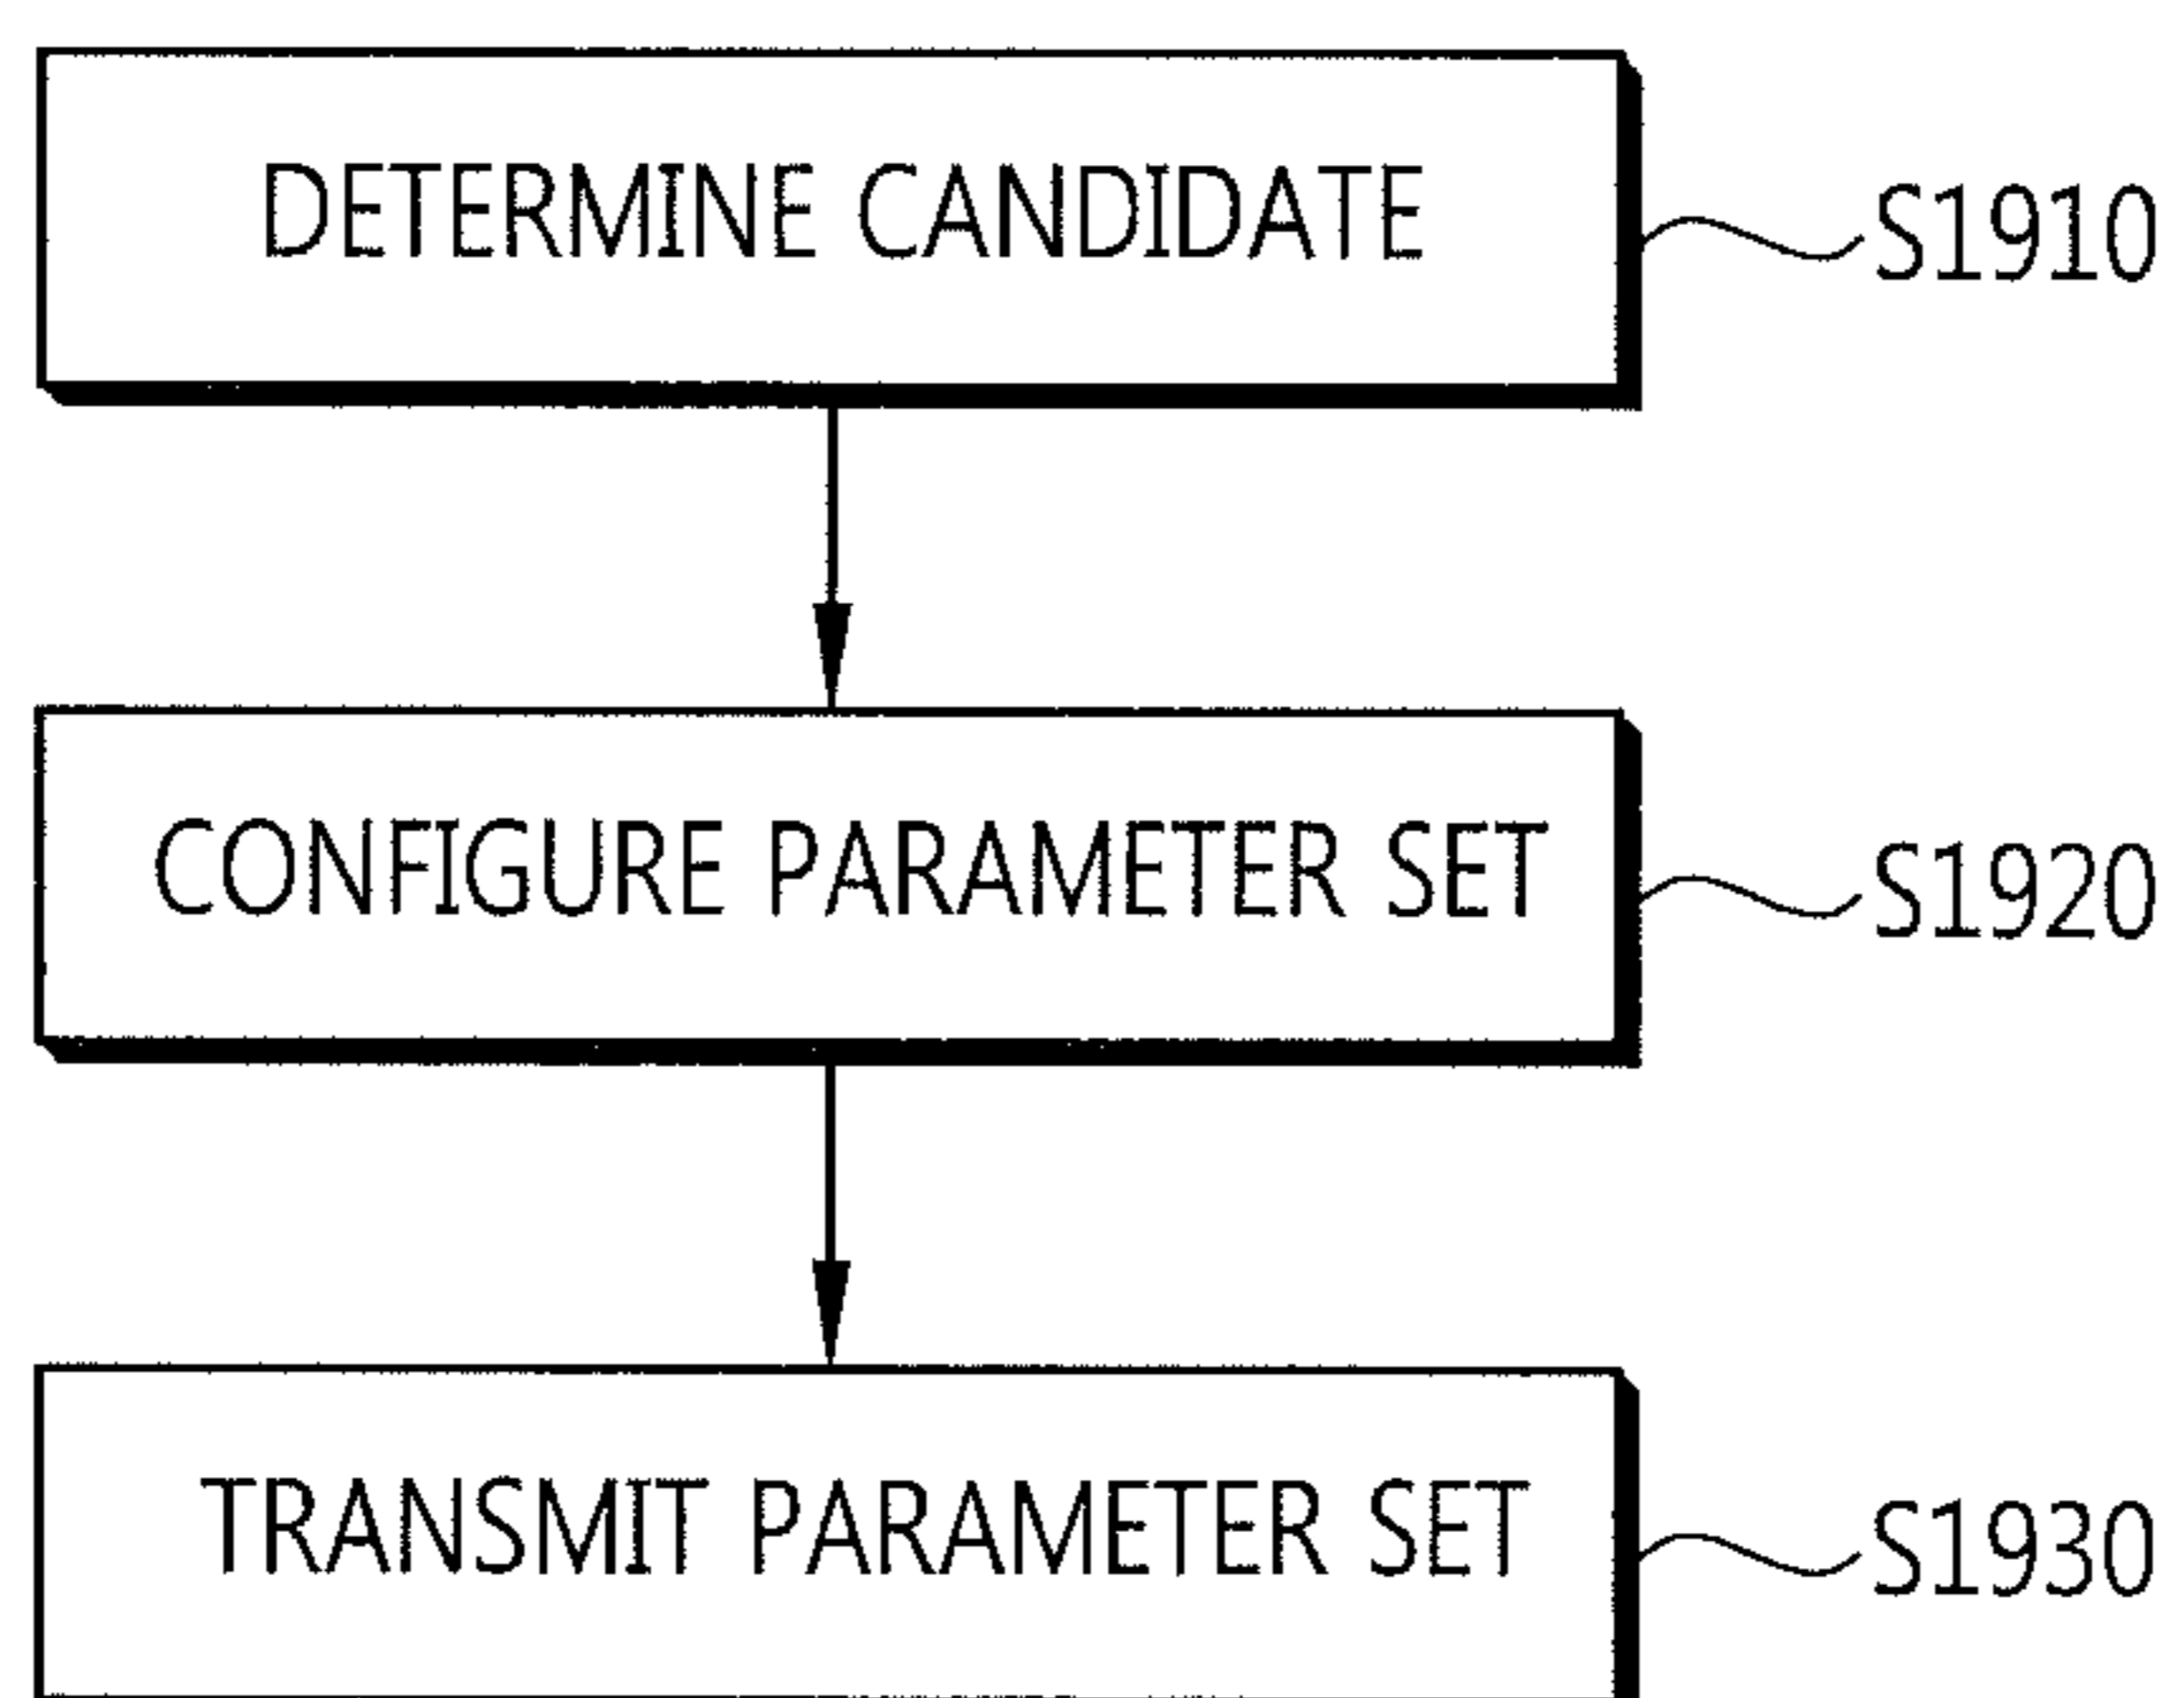 DETERMINE CANDIDATE
S1910
CONFIGURE PARAMETER SET
S1920
TRANSMIT PARAMETER SET
S1930